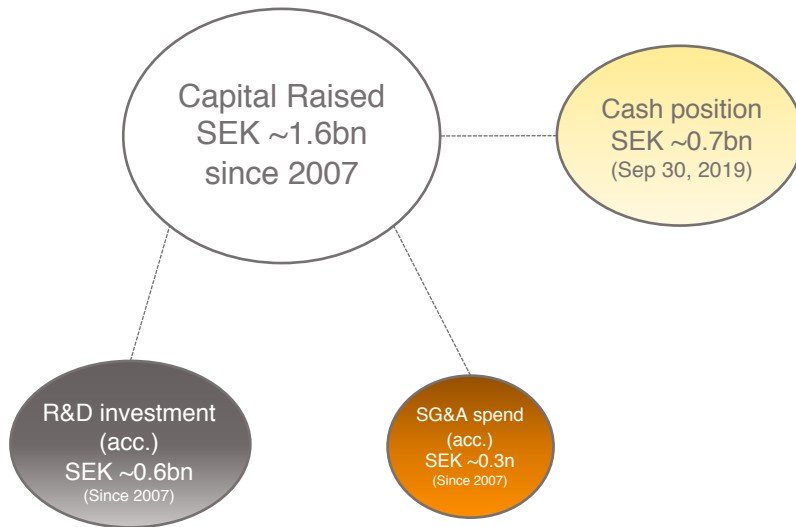 Capital Raised
SEK ~1.6bn
since 2007
Cash position
SEK ~0.7bn
(Sep 30, 2019)
R&D investment
(acc.)
SEK ~0.6bn
(Since 2007)
SG&A spend
(acc.)
SEK ~0.3n
(Since 2007)